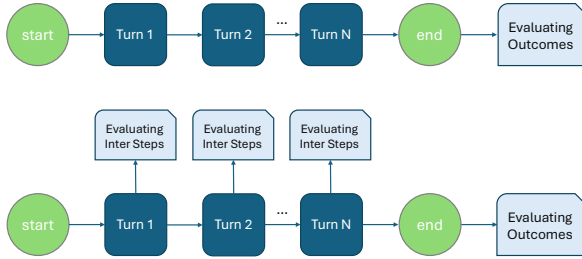 start
Turn 1
Turn 2
...
Turn N
end
Evaluating
Outcomes
Evaluating
Inter Steps
Evaluating
Inter Steps
Evaluating
Inter Steps
start
Turn 1
Turn 2
...
Turn N
end
Evaluating
Outcomes